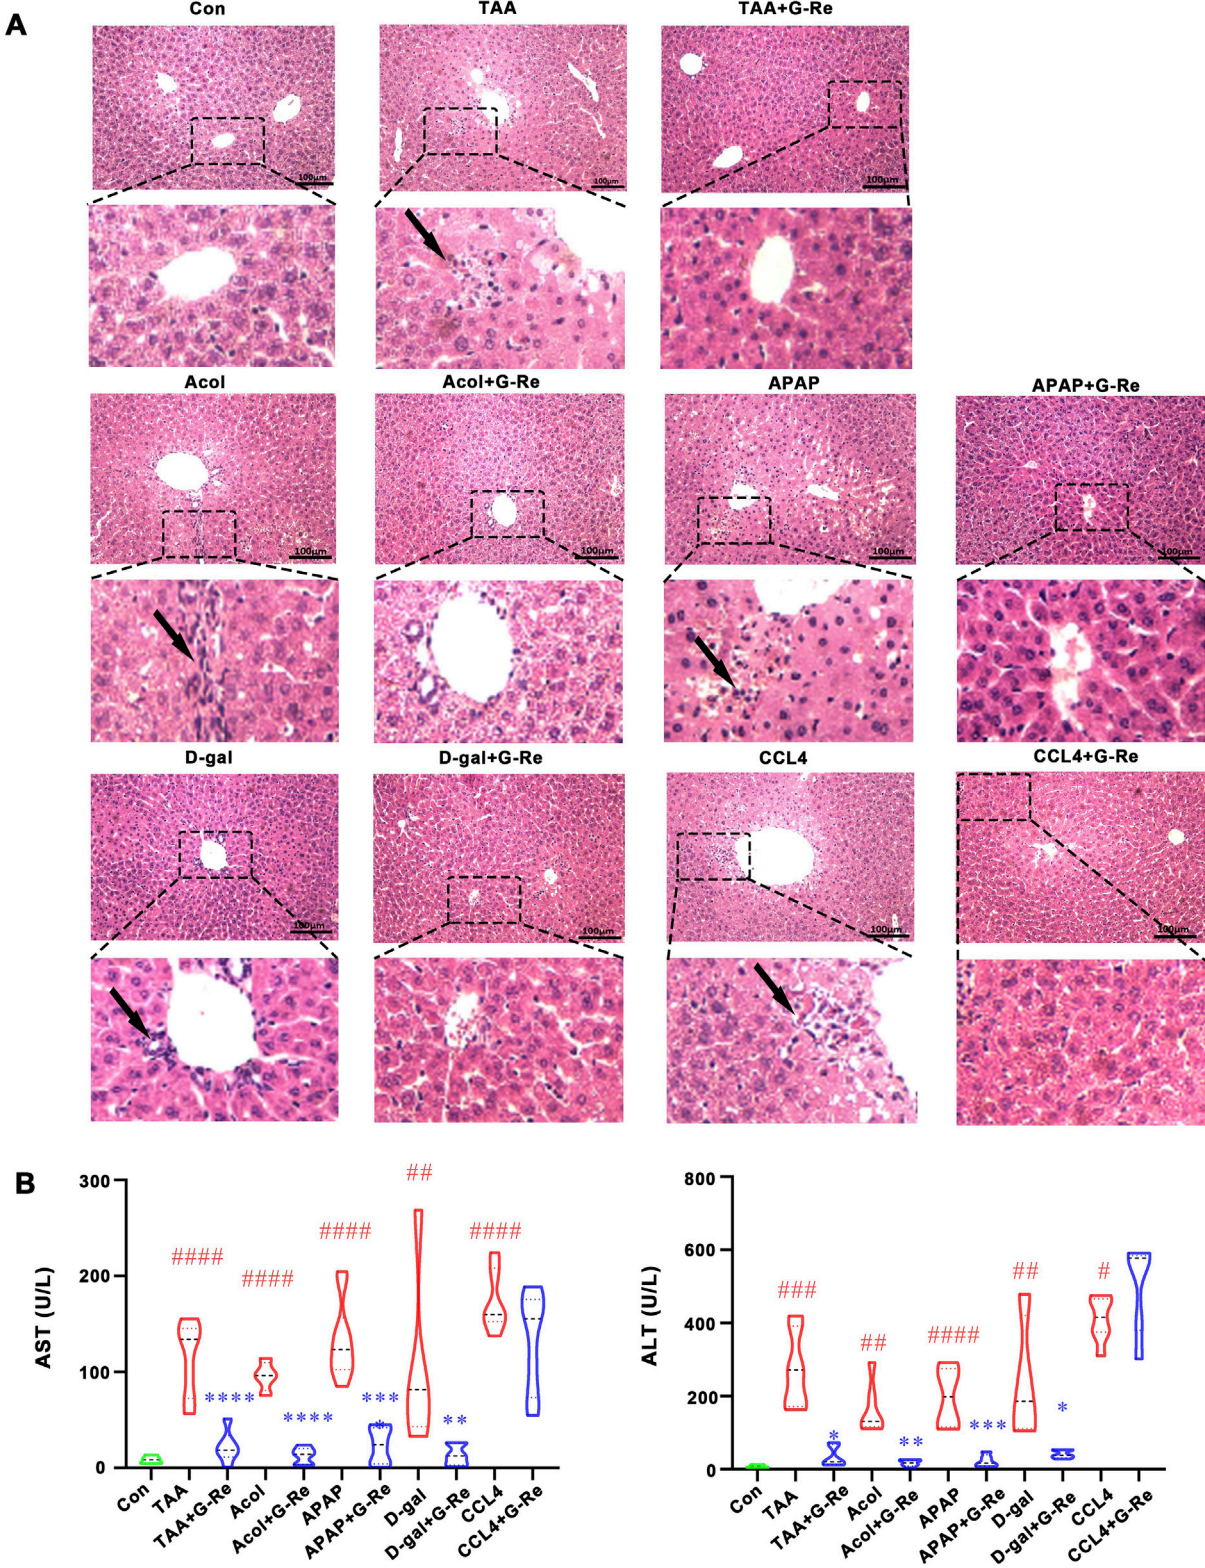 A
Con
TAA
TAA+G-Re
100μm
100μm
100μm
Acol
Acol+G-Re
APAP
APAP+G-Re
100μm
100μm
100μm
100μm
D-gal
D-gal+G-Re
CCL4
CCL4+G-Re
100μm
100μm
100μm
100μm
B
AST (U/L)
300
200
100
0
####
****
####
****
####
***
*
##
**
####
Con
TAA
TAA+G-Re
Acol
Acol+G-Re
APAP
APAP+G-Re
D-gal
D-gal+G-Re
CCL4
CCL4+G-Re
ALT (U/L)
800
600
400
200
0
###
*
##
**
####
***
##
*
#
Con
TAA
TAA+G-Re
Acol
Acol+G-Re
APAP
APAP+G-Re
D-gal
D-gal+G-Re
CCL4
CCL4+G-Re